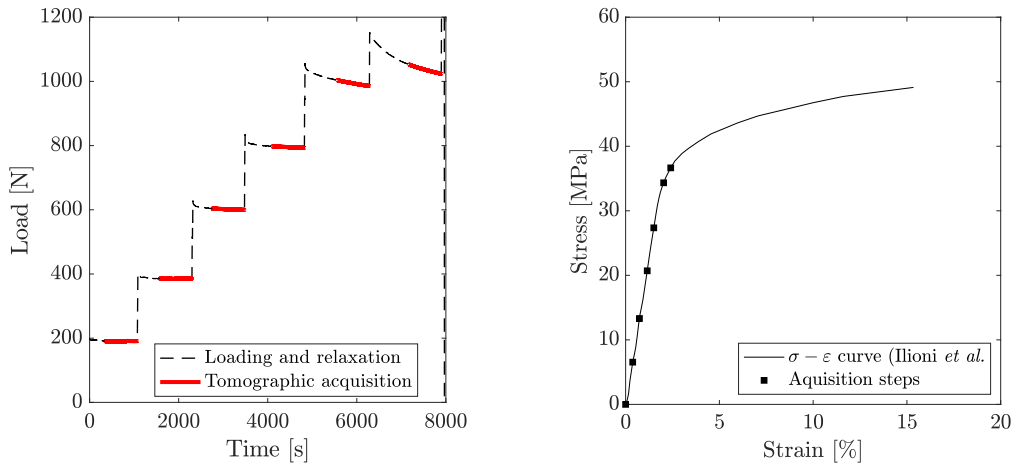 1200
1000
800
600
400
200
0
0 2000 4000 6000 8000
Load [N]
Time [s]
Loading and relaxation
Tomographic acquisition
60
50
40
30
20
10
0
0 5 10 15 20
Stress [MPa]
Strain [%]
σ − ε curve (Ilioni et al.
Aquisition steps